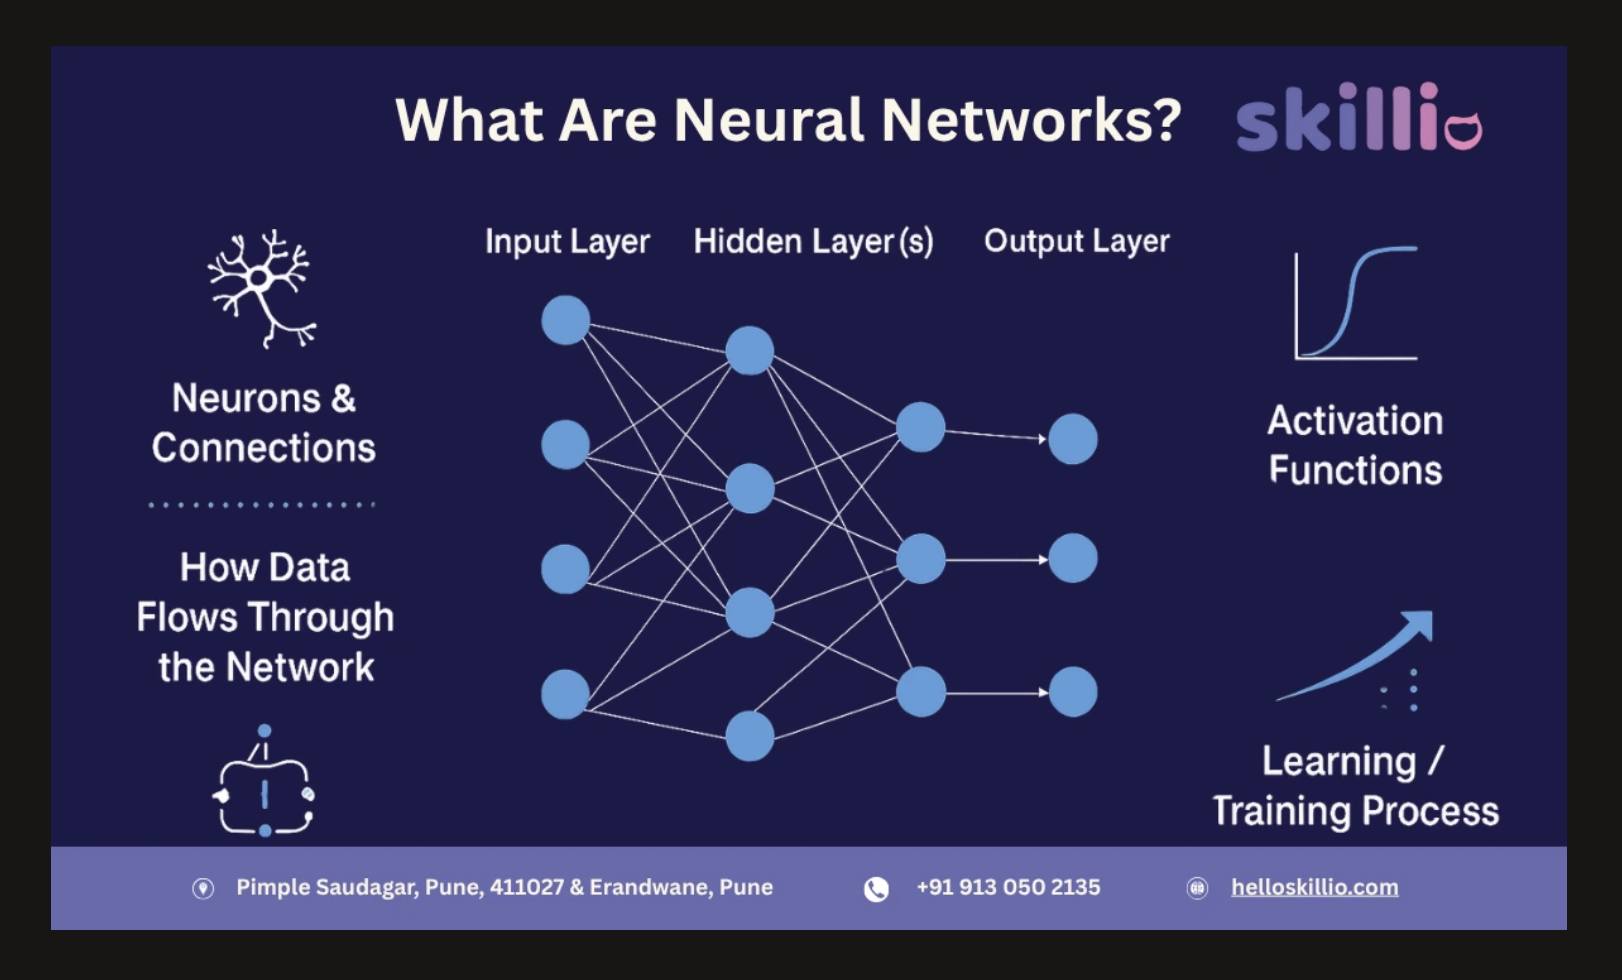 What Are Neural Networks?
skillio
Input Layer
Hidden Layer(s)
Output Layer
Neurons &
Connections
How Data
Flows Through
the Network
Activation
Functions
Learning /
Training Process
Pimple Saudagar, Pune, 411027 & Erandwane, Pune
+91 913 050 2135
helloskillio.com